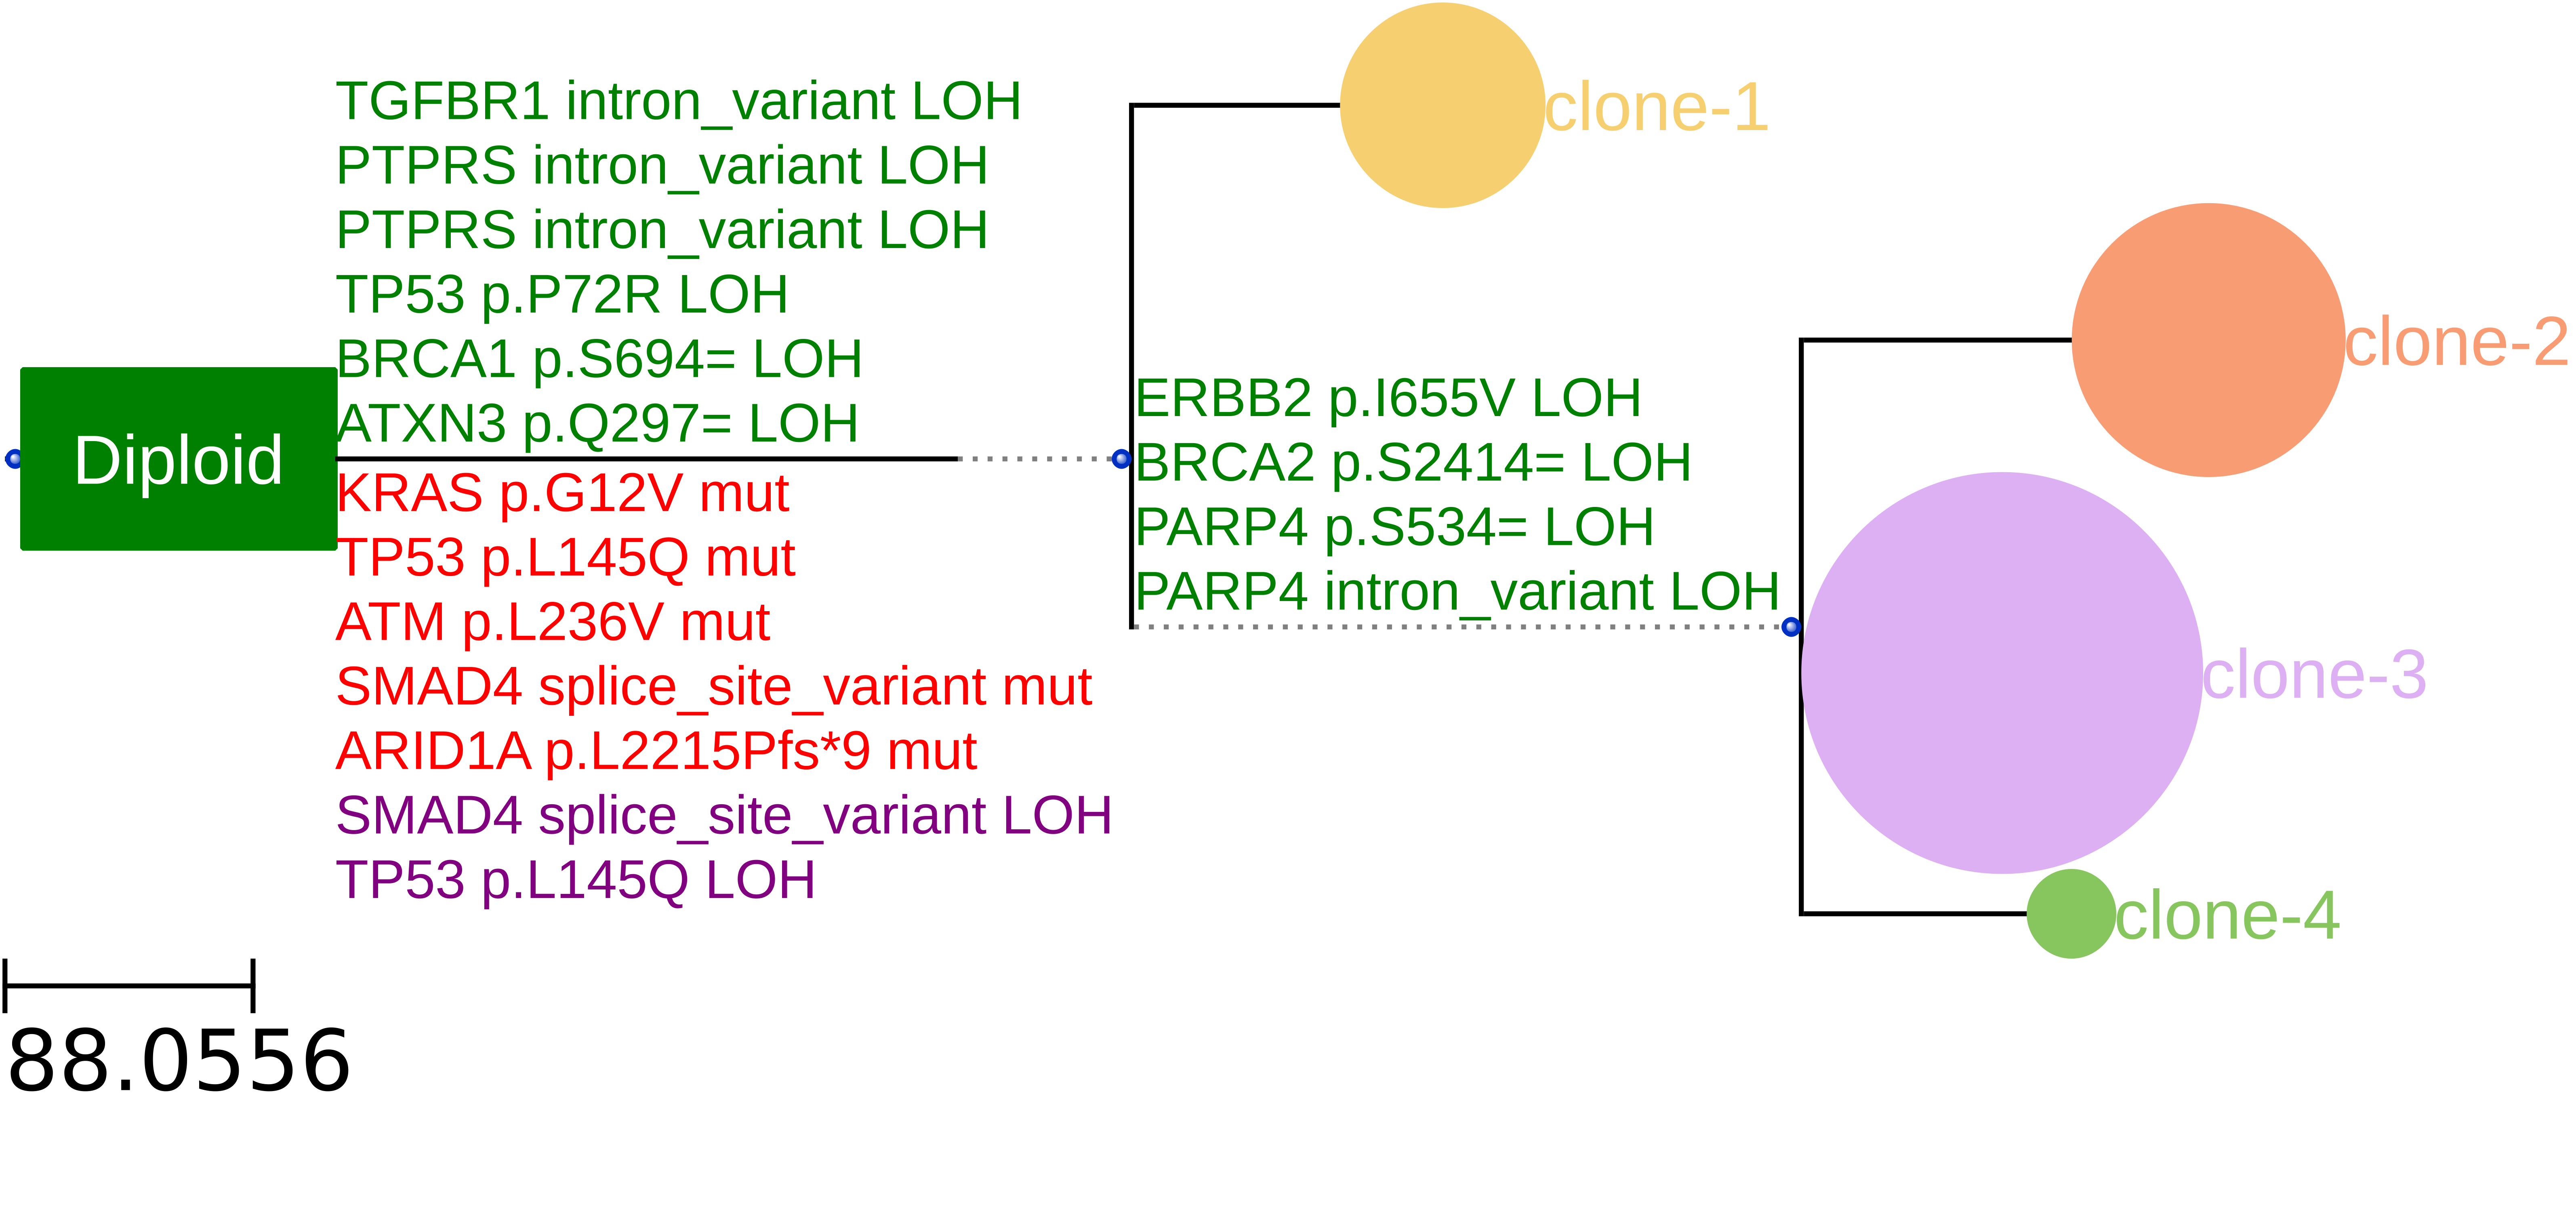 TGFBR1 intron_variant LOH
PTPRS intron_variant LOH
PTPRS intron_variant LOH
TP53 p.P72R LOH
BRCA1 p.S694= LOH
ATXN3 p.Q297= LOH
Diploid
KRAS p.G12V mut
TP53 p.L145Q mut
ATM p.L236V mut
SMAD4 splice_site_variant mut
ARID1A p.L2215Pfs*9 mut
SMAD4 splice_site_variant LOH
TP53 p.L145Q LOH
clone-1
ERBB2 p.I655V LOH
BRCA2 p.S2414= LOH
PARP4 p.S534= LOH
PARP4 intron_variant LOH
clone-2
clone-3
clone-4
88.0556